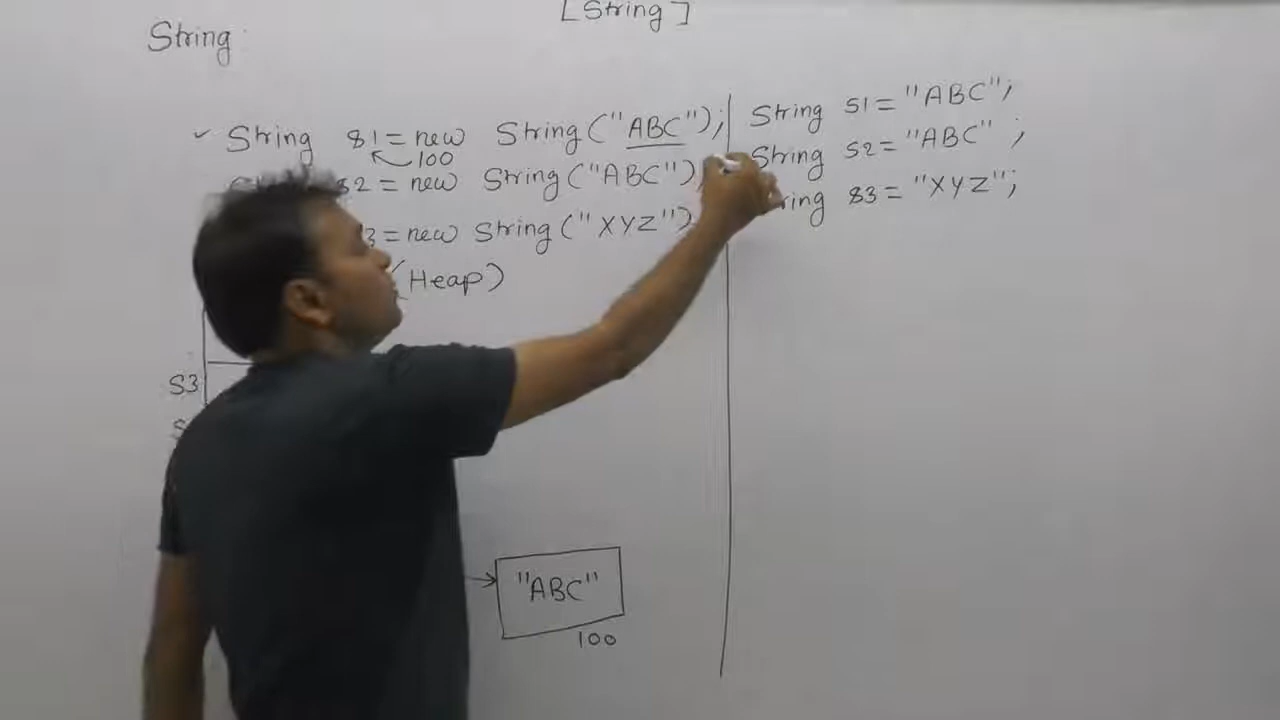 [String]
String
String s1 = new String("ABC");
100
s2 = new String("ABC")
3 = new String("XYZ")
(Heap)
S3
S
"ABC"
100
String s1 = "ABC";
String s2 = "ABC" ;
ring s3 = "XYZ";